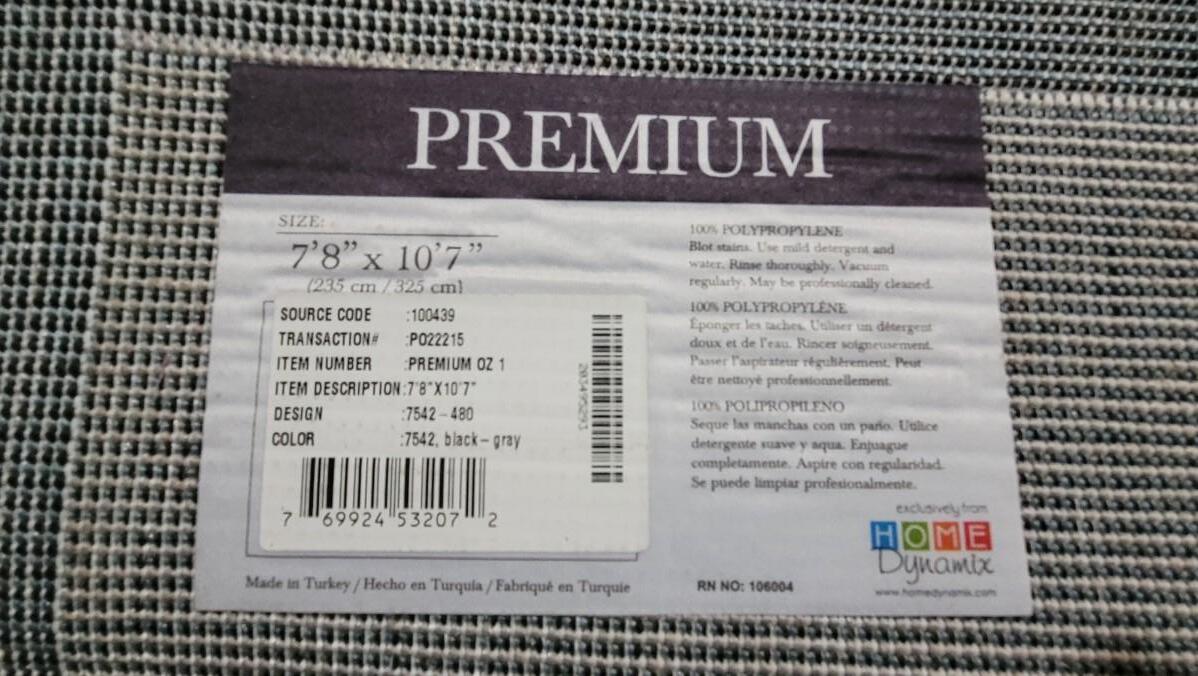 PREMIUM
SIZE:
7'8” x 10'7”
(235 cm / 325 cm)
SOURCE CODE :100439
TRANSACTION# :PO22215
ITEM NUMBER :PREMIUM OZ 1
ITEM DESCRIPTION:7'8"X10'7"
DESIGN :7542-480
COLOR :7542, black-gray
7 69924 53207 2
100% POLYPROPYLENE
Blot stains. Use mild detergent and
water. Rinse thoroughly. Vacuum
regularly. May be professionally cleaned.
100% POLYPROPYLÈNE
Éponger les taches. Utiliser un détergent
doux et de l'eau. Rincer soigneusement.
Passer l'aspirateur régulièrement. Peut
être nettoyé professionnellement.
100% POLIPROPILENO
Seque las manchas con un paño. Utilice
detergente suave y aqua. Enjuague
completamente. Aspire con regularidad.
Se puede limpiar profesionalmente.
exclusively from
HOME
Dynamix
www.homedynamix.com
Made in Turkey / Hecho en Turquía / Fabriqué en Turquie
RN NO: 106004